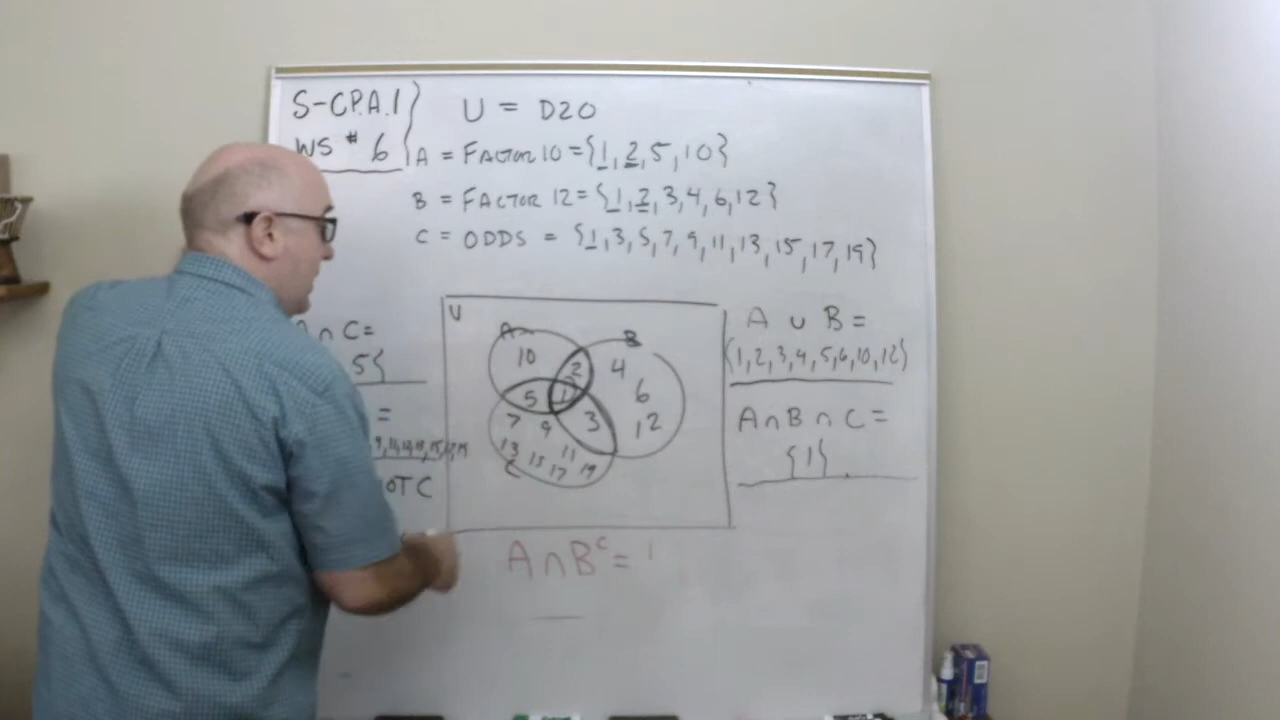 S-CP.A.1
WS # 6
U = D20
A = FACTOR 10 = {1, 2, 5, 10}
B = FACTOR 12 = {1, 2, 3, 4, 6, 12}
C = ODDS = {1, 3, 5, 7, 9, 11, 13, 15, 17, 19}
∩ C =
5}
=
OT C
U
A
B
10
2
4
5
1
6
7
9
3
12
13
15
11
C
17
19
A ∪ B =
{1, 2, 3, 4, 5, 6, 10, 12}
A ∩ B ∩ C =
{1}
A ∩ Bᶜ =